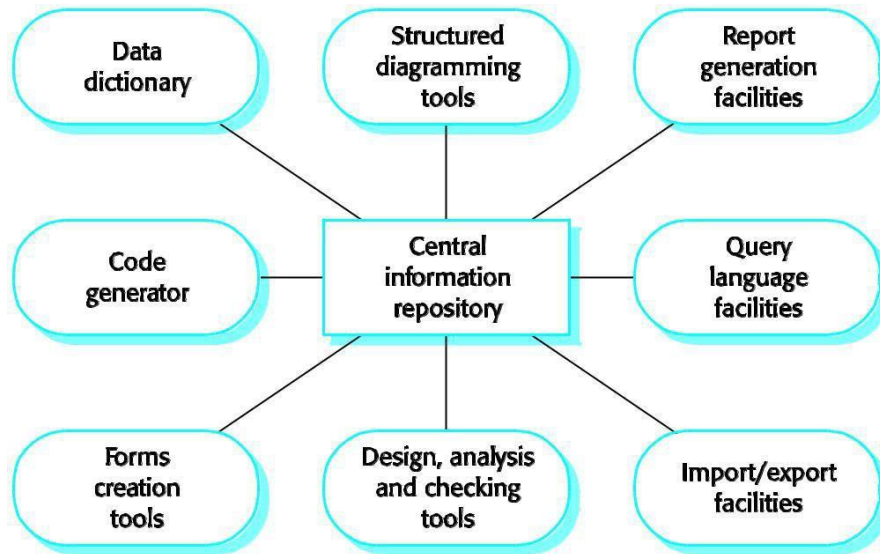 Data
dictionary
Structured
diagramming
tools
Report
generation
facilities
Code
generator
Central
information
repository
Query
language
facilities
Forms
creation
tools
Design, analysis
and checking
tools
Import/export
facilities